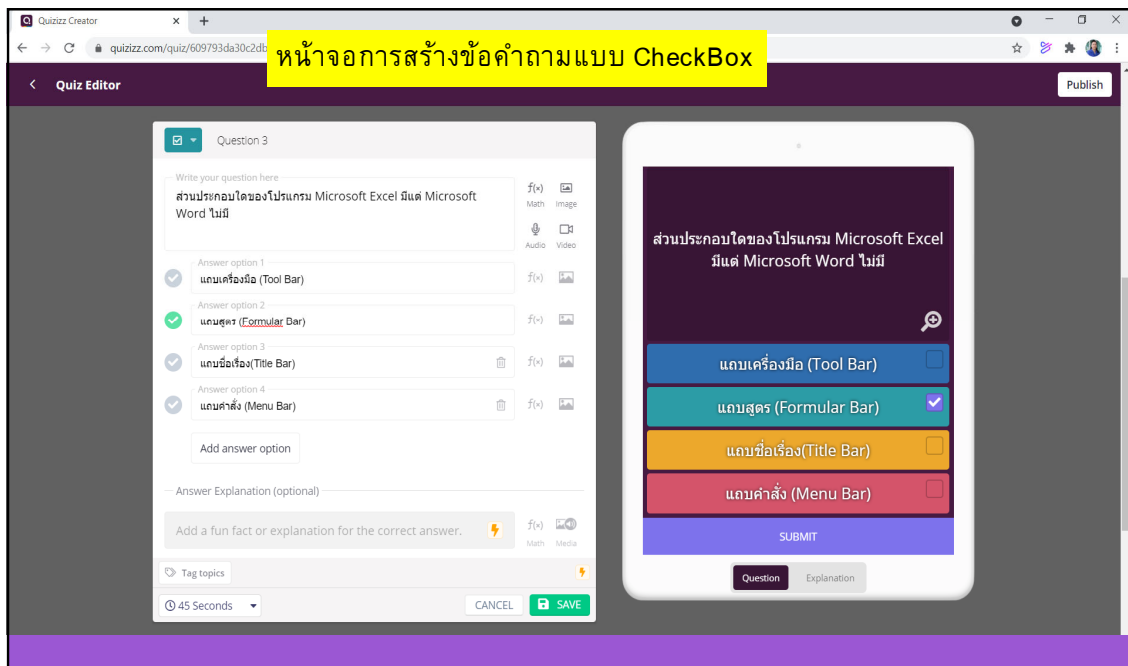 Quizizz Creator
quizizz.com/quiz/609793da30c2db
หน้าจอการสร้างข้อคำถามแบบ CheckBox
Quiz Editor
Publish
Question 3
Write your question here
ส่วนประกอบใดของโปรแกรม Microsoft Excel มีแต่ Microsoft
Word ไม่มี
f(x)
Math
Image
Audio
Video
Answer option 1
แถบเครื่องมือ (Tool Bar)
f(x)
Answer option 2
แถบสูตร (Formular Bar)
f(x)
Answer option 3
แถบชื่อเรื่อง(Title Bar)
f(x)
Answer option 4
แถบคำสั่ง (Menu Bar)
f(x)
Add answer option
Answer Explanation (optional)
Add a fun fact or explanation for the correct answer.
f(x)
Math
Media
Tag topics
45 Seconds
CANCEL
SAVE
ส่วนประกอบใดของโปรแกรม Microsoft Excel
มีแต่ Microsoft Word ไม่มี
แถบเครื่องมือ (Tool Bar)
แถบสูตร (Formular Bar)
แถบชื่อเรื่อง(Title Bar)
แถบคำสั่ง (Menu Bar)
SUBMIT
Question
Explanation